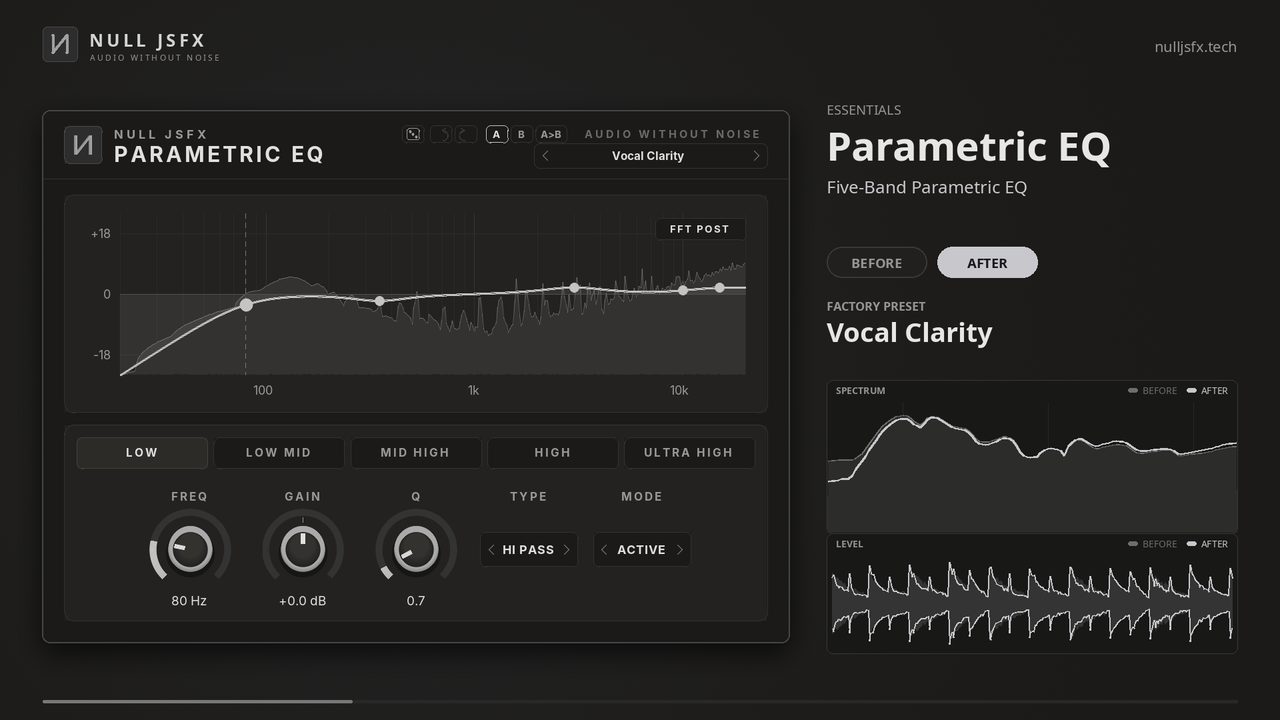 NULL JSFX
AUDIO WITHOUT NOISE
nulljsfx.tech
NULL JSFX
PARAMETRIC EQ
A B A>B AUDIO WITHOUT NOISE
Vocal Clarity
FFT POST
+18
0
-18
100 1k 10k
LOW LOW MID MID HIGH HIGH ULTRA HIGH
FREQ GAIN Q TYPE MODE
HI PASS ACTIVE
80 Hz +0.0 dB 0.7
ESSENTIALS
Parametric EQ
Five-Band Parametric EQ
BEFORE AFTER
FACTORY PRESET
Vocal Clarity
SPECTRUM BEFORE AFTER
LEVEL BEFORE AFTER